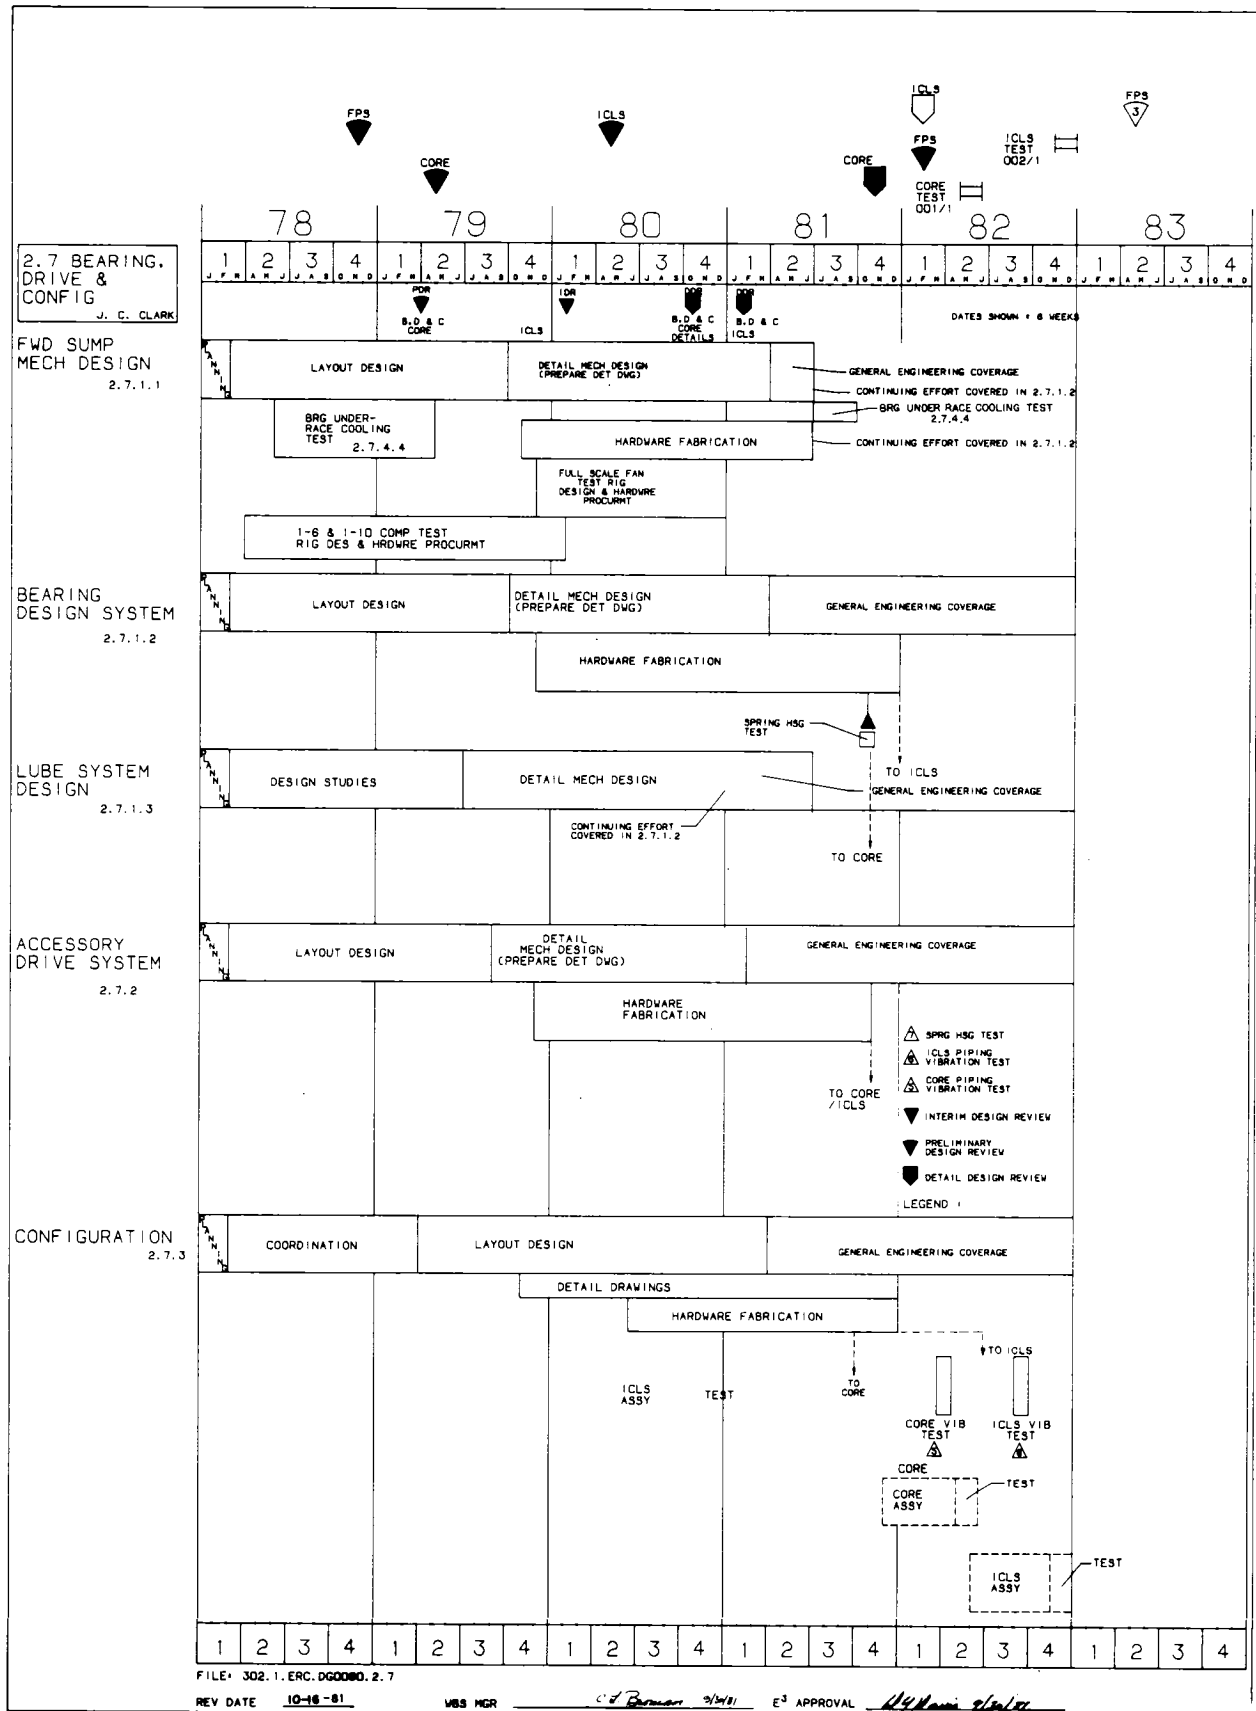 ICLS
FPS
ICLS
FPS
3
CORE
CORE
FPS
ICLS
TEST
002/1
CORE
TEST
001/1
78 79 80 81 82 83
1 2 3 4 1 2 3 4 1 2 3 4 1 2 3 4 1 2 3 4 1 2 3 4
J F M A M J J A S O N D J F M A M J J A S O N D J F M A M J J A S O N D J F M A M J J A S O N D J F M A M J J A S O N D J F M A M J J A S O N D
2.7 BEARING,
DRIVE &
CONFIG
J. C. CLARK
PDR
B.D & C
CORE
ICLS
IDR
DDR
B.D & C
CORE
DETAILS
DDR
B.D & C
ICLS
DATES SHOWN ± 6 WEEKS
FWD SUMP
MECH DESIGN
2.7.1.1
PLANNING
LAYOUT DESIGN
DETAIL MECH DESIGN
(PREPARE DET DWG)
GENERAL ENGINEERING COVERAGE
CONTINUING EFFORT COVERED IN 2.7.1.2
BRG UNDER-
RACE COOLING
TEST
2.7.4.4
BRG UNDER RACE COOLING TEST
2.7.4.4
HARDWARE FABRICATION
CONTINUING EFFORT COVERED IN 2.7.1.2
FULL SCALE FAN
TEST RIG
DESIGN & HARDWRE
PROCURMT
1-6 & 1-10 COMP TEST
RIG DES & HRDWRE PROCURMT
BEARING
DESIGN SYSTEM
2.7.1.2
PLANNING
LAYOUT DESIGN
DETAIL MECH DESIGN
(PREPARE DET DWG)
GENERAL ENGINEERING COVERAGE
HARDWARE FABRICATION
SPRING HSG
TEST
TO ICLS
LUBE SYSTEM
DESIGN
2.7.1.3
PLANNING
DESIGN STUDIES
DETAIL MECH DESIGN
GENERAL ENGINEERING COVERAGE
CONTINUING EFFORT
COVERED IN 2.7.1.2
TO CORE
ACCESSORY
DRIVE SYSTEM
2.7.2
PLANNING
LAYOUT DESIGN
DETAIL
MECH DESIGN
(PREPARE DET DWG)
GENERAL ENGINEERING COVERAGE
HARDWARE
FABRICATION
TO CORE
/ICLS
7 SPRG HSG TEST
ICLS PIPING
VIBRATION TEST
5 CORE PIPING
VIBRATION TEST
INTERIM DESIGN REVIEW
PRELIMINARY
DESIGN REVIEW
DETAIL DESIGN REVIEW
LEGEND :
CONFIGURATION
2.7.3
PLANNING
COORDINATION
LAYOUT DESIGN
GENERAL ENGINEERING COVERAGE
DETAIL DRAWINGS
HARDWARE FABRICATION
TO ICLS
TO
CORE
ICLS
ASSY
TEST
CORE VIB
TEST
5
ICLS VIB
TEST
CORE
CORE
ASSY
TEST
ICLS
ASSY
TEST
1 2 3 4 1 2 3 4 1 2 3 4 1 2 3 4 1 2 3 4 1 2 3 4
FILE: 302.1.ERC.DG0080.2.7
REV DATE 10-16-81
WBS MGR 9/30/81
E³ APPROVAL